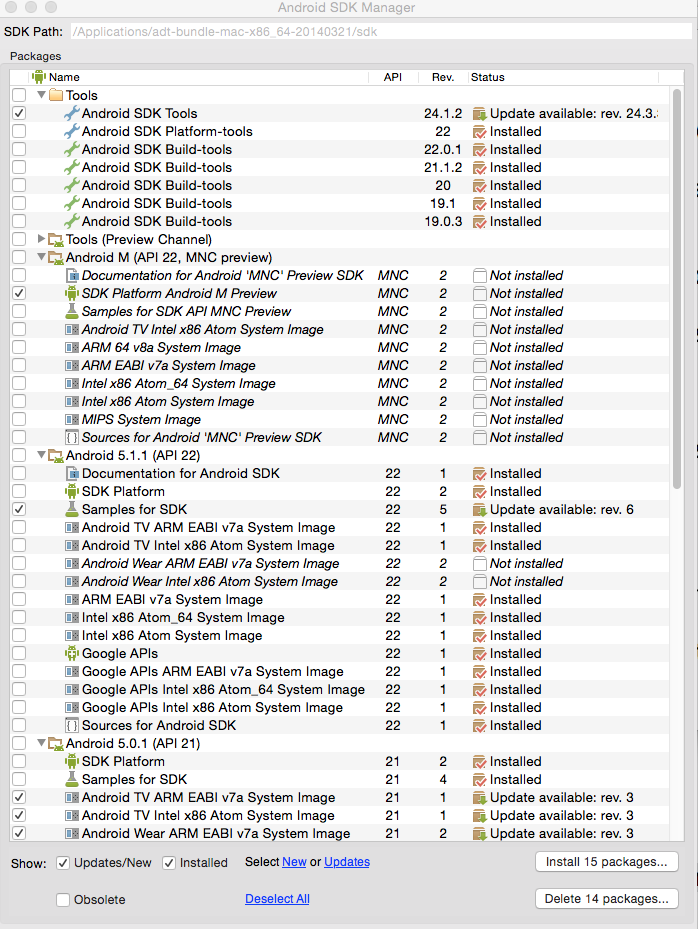 Android SDK Manager
SDK Path: /Applications/adt-bundle-mac-x86_64-20140321/sdk
Packages
Name API Rev. Status
Tools
Android SDK Tools 24.1.2 Update available: rev. 24.3.
Android SDK Platform-tools 22 Installed
Android SDK Build-tools 22.0.1 Installed
Android SDK Build-tools 21.1.2 Installed
Android SDK Build-tools 20 Installed
Android SDK Build-tools 19.1 Installed
Android SDK Build-tools 19.0.3 Installed
Tools (Preview Channel)
Android M (API 22, MNC preview)
Documentation for Android 'MNC' Preview SDK MNC 2 Not installed
SDK Platform Android M Preview MNC 2 Not installed
Samples for SDK API MNC Preview MNC 2 Not installed
Android TV Intel x86 Atom System Image MNC 2 Not installed
ARM 64 v8a System Image MNC 2 Not installed
ARM EABI v7a System Image MNC 2 Not installed
Intel x86 Atom_64 System Image MNC 2 Not installed
Intel x86 Atom System Image MNC 2 Not installed
MIPS System Image MNC 2 Not installed
Sources for Android 'MNC' Preview SDK MNC 2 Not installed
Android 5.1.1 (API 22)
Documentation for Android SDK 22 1 Installed
SDK Platform 22 2 Installed
Samples for SDK 22 5 Update available: rev. 6
Android TV ARM EABI v7a System Image 22 1 Installed
Android TV Intel x86 Atom System Image 22 1 Installed
Android Wear ARM EABI v7a System Image 22 2 Not installed
Android Wear Intel x86 Atom System Image 22 2 Not installed
ARM EABI v7a System Image 22 1 Installed
Intel x86 Atom_64 System Image 22 1 Installed
Intel x86 Atom System Image 22 1 Installed
Google APIs 22 1 Installed
Google APIs ARM EABI v7a System Image 22 1 Installed
Google APIs Intel x86 Atom_64 System Image 22 1 Installed
Google APIs Intel x86 Atom System Image 22 1 Installed
Sources for Android SDK 22 1 Installed
Android 5.0.1 (API 21)
SDK Platform 21 2 Installed
Samples for SDK 21 4 Installed
Android TV ARM EABI v7a System Image 21 1 Update available: rev. 3
Android TV Intel x86 Atom System Image 21 1 Update available: rev. 3
Android Wear ARM EABI v7a System Image 21 2 Update available: rev. 3
Show: Updates/New Installed Select New or Updates Install 15 packages...
Obsolete Deselect All Delete 14 packages...